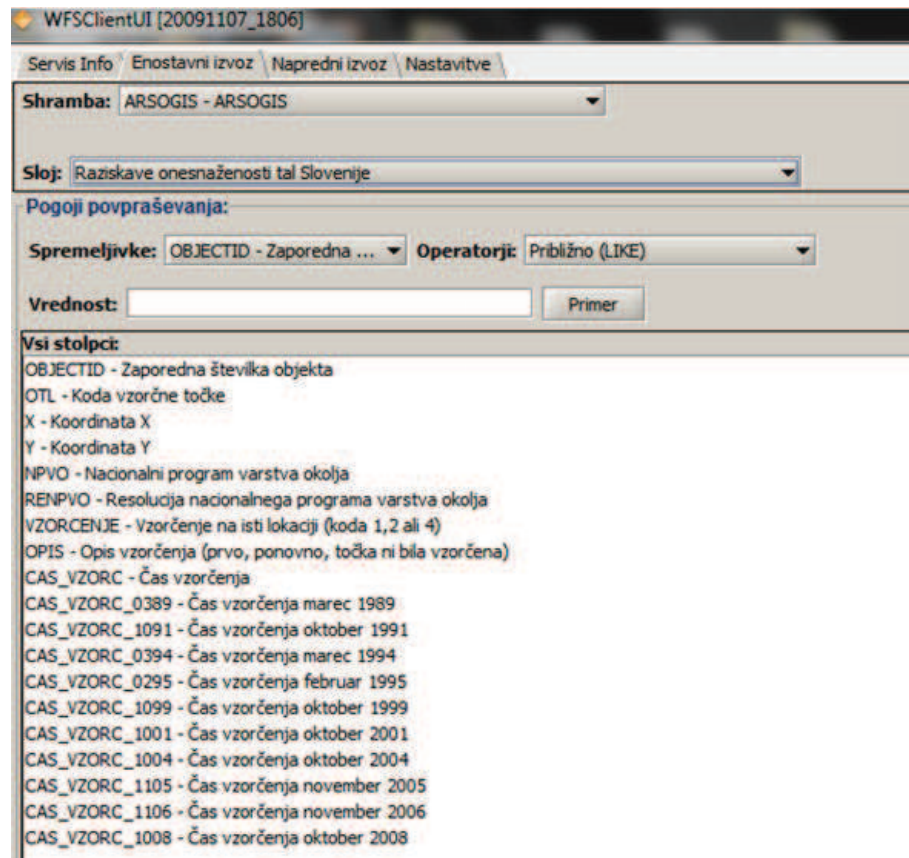 WFSClientUI [20091107_1806]
Servis Info Enostavni izvoz Napredni izvoz Nastavitve
Shramba: ARSOGIS - ARSOGIS
Sloj: Raziskave onesnaženosti tal Slovenije
Pogoji povpraševanja:
Spremeljivke: OBJECTID - Zaporedna ... Operatorji: Približno (LIKE)
Vrednost: Primer
Vsi stolpci:
OBJECTID - Zaporedna številka objekta
OTL - Koda vzorčne točke
X - Koordinata X
Y - Koordinata Y
NPVO - Nacionalni program varstva okolja
RENPVO - Resolucija nacionalnega programa varstva okolja
VZORCENJE - Vzorčenje na isti lokaciji (koda 1,2 ali 4)
OPIS - Opis vzorčenja (prvo, ponovno, točka ni bila vzorčena)
CAS_VZORC - Čas vzorčenja
CAS_VZORC_0389 - Čas vzorčenja marec 1989
CAS_VZORC_1091 - Čas vzorčenja oktober 1991
CAS_VZORC_0394 - Čas vzorčenja marec 1994
CAS_VZORC_0295 - Čas vzorčenja februar 1995
CAS_VZORC_1099 - Čas vzorčenja oktober 1999
CAS_VZORC_1001 - Čas vzorčenja oktober 2001
CAS_VZORC_1004 - Čas vzorčenja oktober 2004
CAS_VZORC_1105 - Čas vzorčenja november 2005
CAS_VZORC_1106 - Čas vzorčenja november 2006
CAS_VZORC_1008 - Čas vzorčenja oktober 2008